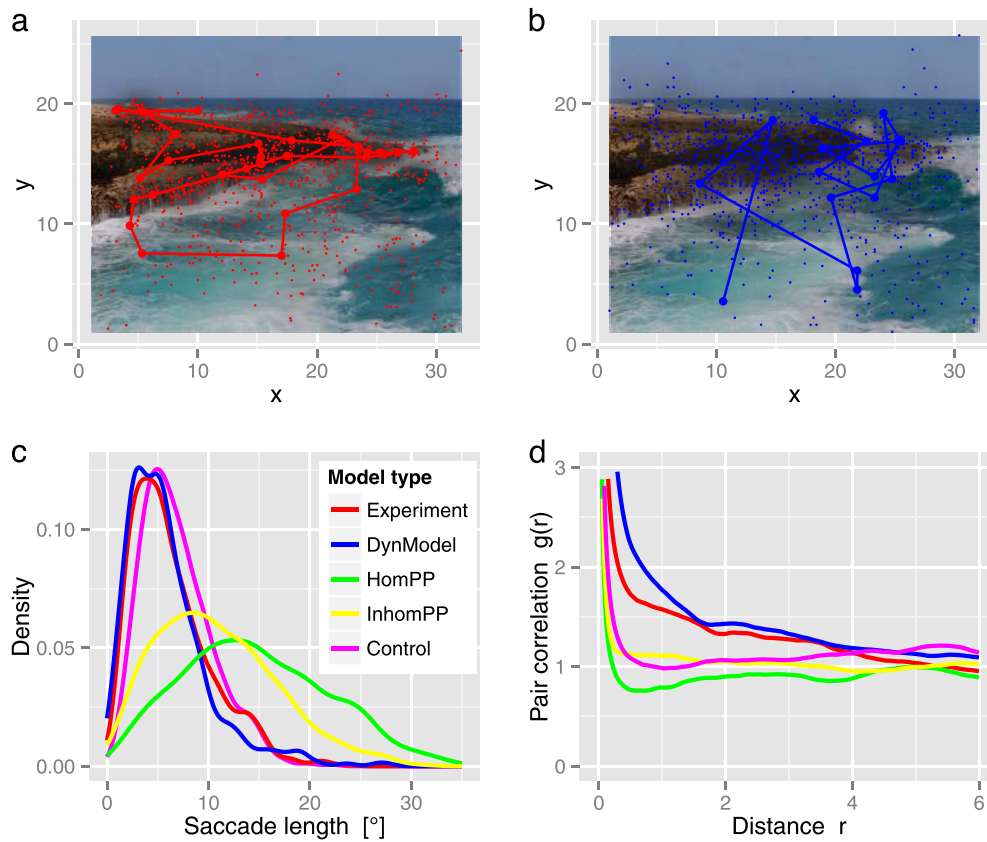 a
20
10
0
y
0
10
20
30
x
b
20
10
0
y
0
10
20
30
x
c
0.10
0.05
0.00
Density
0
10
20
30
Saccade length [°]
Model type
Experiment
DynModel
HomPP
InhomPP
Control
d
3
2
1
0
Pair correlation g(r)
0
2
4
6
Distance r